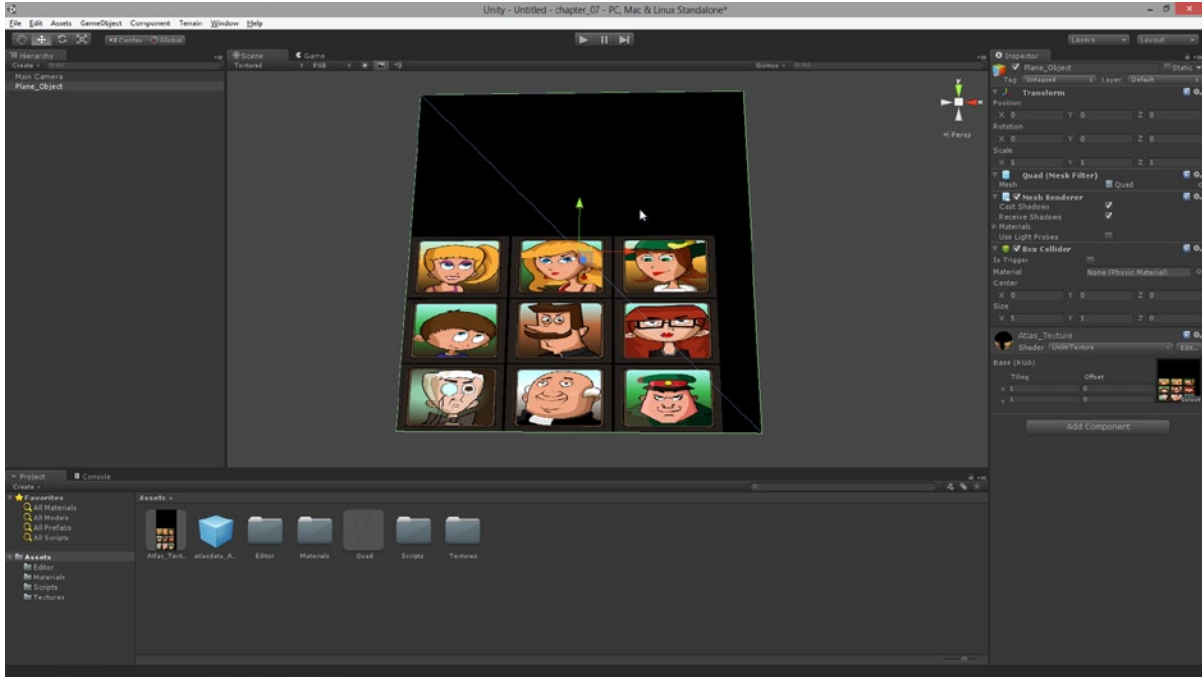 Unity - Untitled - chapter_07 - PC, Mac & Linux Standalone*
File Edit Assets GameObject Component Terrain Window Help
Center Global
Layers Layout
Hierarchy
Create
Main Camera
Plane_Object
Scene Game
Textured RGB Gizmos
y
Persp
Inspector
Plane_Object Static
Tag Untagged Layer Default
Transform
Position
X 0 Y 0 Z 0
Rotation
X 0 Y 0 Z 0
Scale
X 1 Y 1 Z 1
Quad (Mesh Filter)
Mesh Quad
Mesh Renderer
Cast Shadows
Receive Shadows
Materials
Use Light Probes
Box Collider
Is Trigger
Material None (Physic Material)
Center
X 0 Y 0 Z 0
Size
X 1 Y 1 Z 0
Atlas_Texture
Shader Unlit/Texture Edit...
Base (RGB)
Tiling Offset
x 1 0
y 1 0
Select
Add Component
Project Console
Create
Favorites
All Materials
All Models
All Prefabs
All Scripts
Assets
Editor
Materials
Scripts
Textures
Assets
Atlas_Text.. atlasdata_A... Editor Materials Quad Scripts Textures